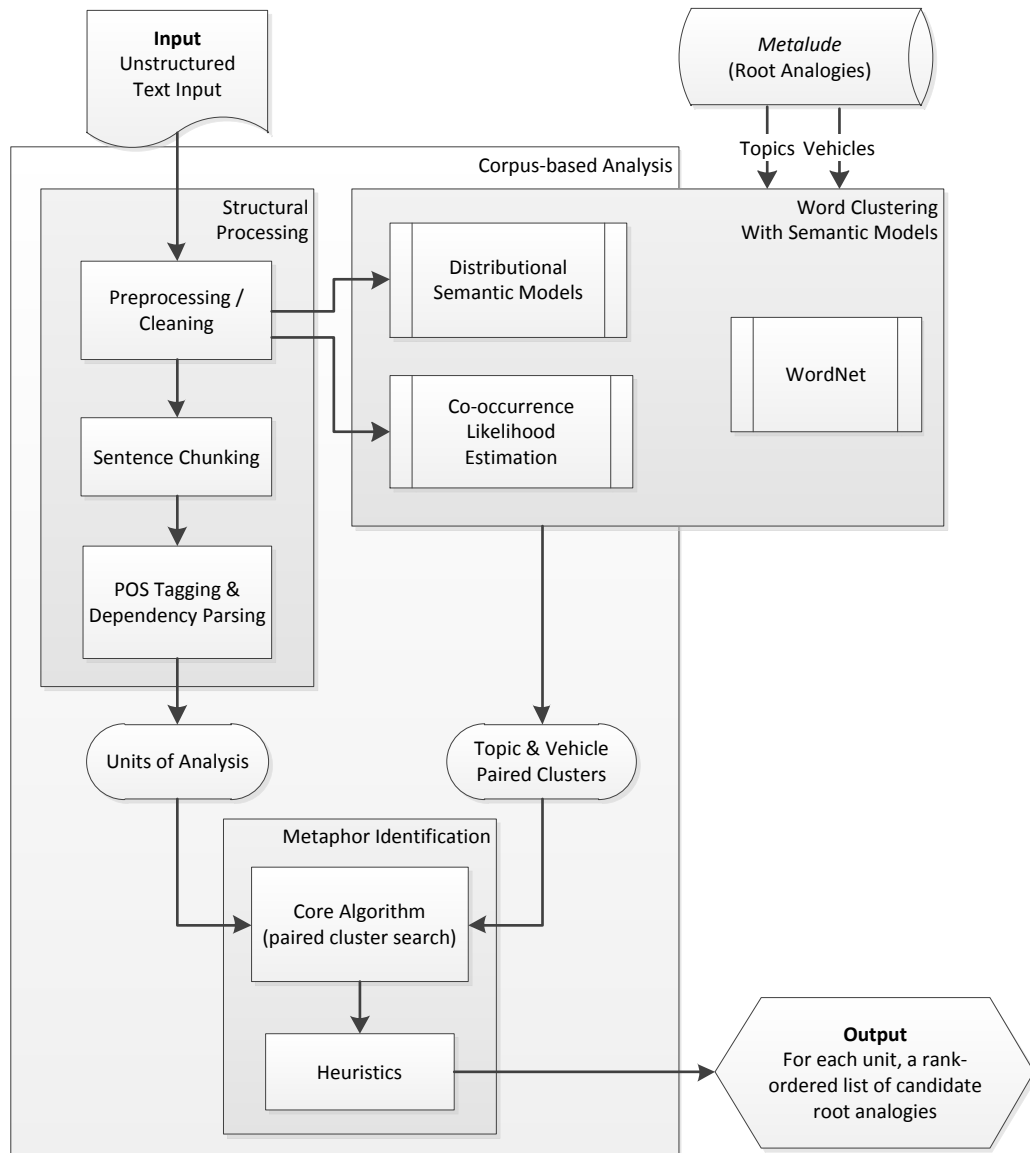 Input
Unstructured
Text Input
Metalude
(Root Analogies)
Topics
Vehicles
Corpus-based Analysis
Structural
Processing
Word Clustering
With Semantic Models
Preprocessing /
Cleaning
Distributional
Semantic Models
WordNet
Co-occurrence
Likelihood
Estimation
Sentence Chunking
POS Tagging &
Dependency Parsing
Units of Analysis
Topic & Vehicle
Paired Clusters
Metaphor Identification
Core Algorithm
(paired cluster search)
Heuristics
Output
For each unit, a rank-
ordered list of candidate
root analogies